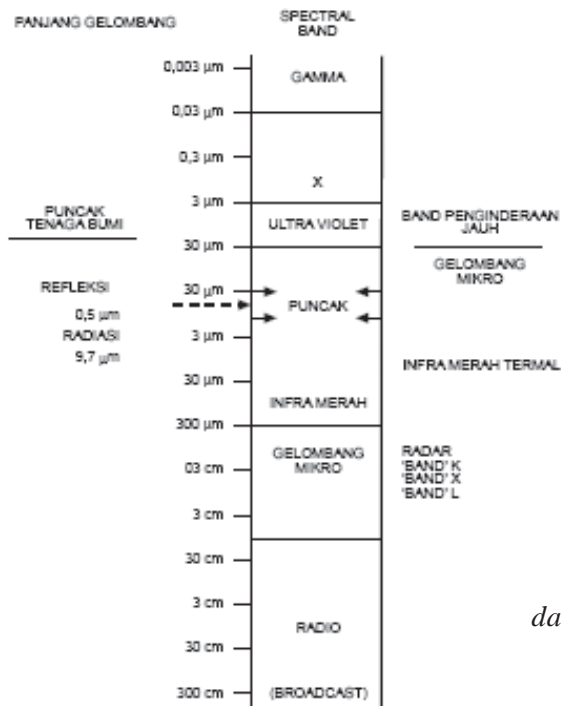 PANJANG GELOMBANG
SPECTRAL
BAND
0,003 µm
GAMMA
0,03 µm
0,3 µm
X
3 µm
PUNCAK
TENAGA BUMI
ULTRA VIOLET
BAND PENGINDERAAN
JAUH
30 µm
GELOMBANG
MIKRO
REFLEKSI
30 µm
PUNCAK
0,5 µm
RADIASI
3 µm
9,7 µm
INFRA MERAH TERMAL
30 µm
INFRA MERAH
300 µm
GELOMBANG
MIKRO
RADAR
'BAND' K
'BAND' X
'BAND' L
03 cm
3 cm
30 cm
3 cm
da
RADIO
30 cm
300 cm
(BROADCAST)